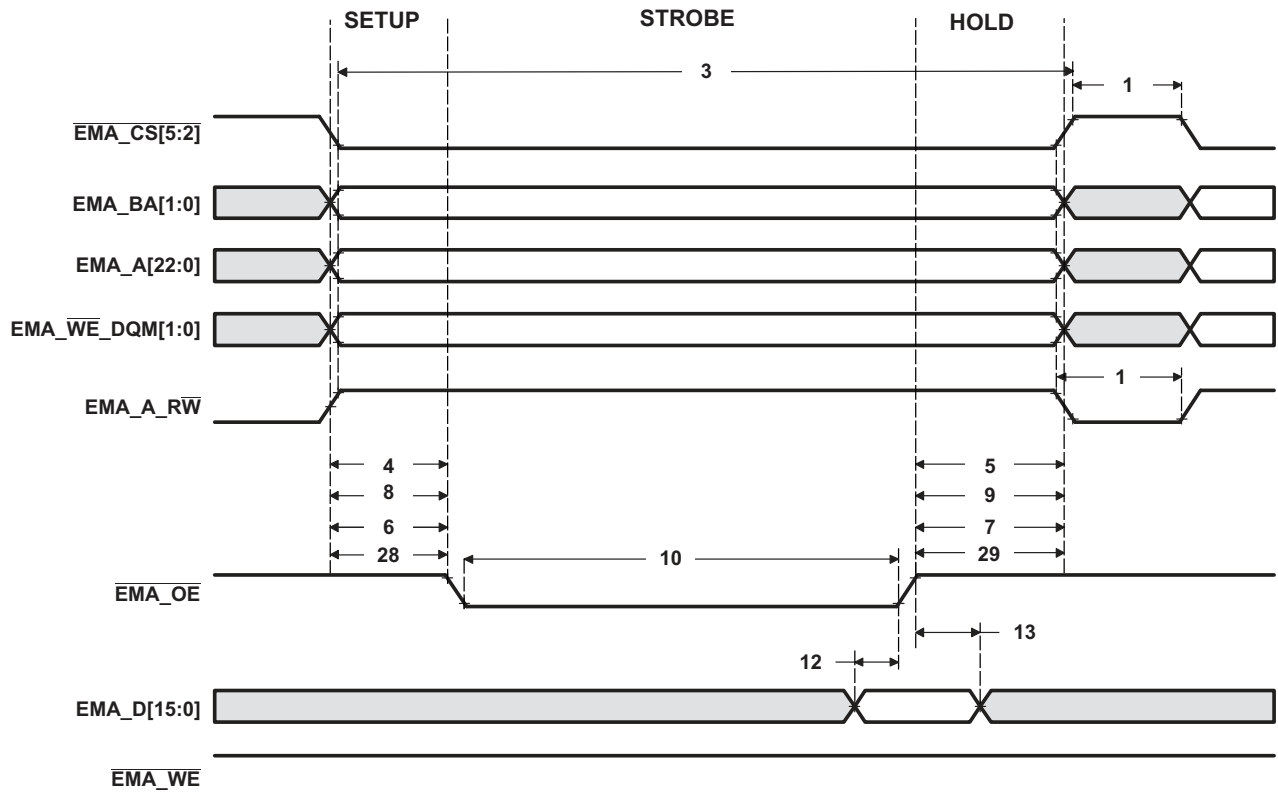 SETUP STROBE HOLD
3
1
EMA_CS[5:2]
EMA_BA[1:0]
EMA_A[22:0]
EMA_WE_DQM[1:0]
1
EMA_A_RW
4 5
8 9
6 7
28 29
10
EMA_OE
13
12
EMA_D[15:0]
EMA_WE